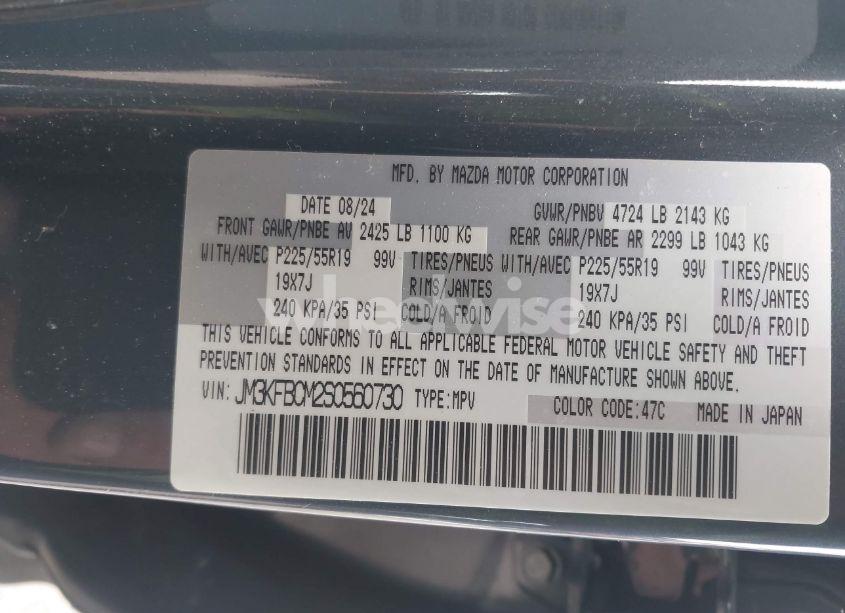 MFD. BY MAZDA MOTOR CORPORATION
DATE 08/24 GVWR/PNBV 4724 LB 2143 KG
FRONT GAWR/PNBE AV 2425 LB 1100 KG REAR GAWR/PNBE AR 2299 LB 1043 KG
WITH/AVEC P225/55R19 99V TIRES/PNEUS WITH/AVEC P225/55R19 99V TIRES/PNEUS
19X7J RIMS/JANTES 19X7J RIMS/JANTES
240 KPA/35 PSI COLD/A FROID 240 KPA/35 PSI COLD/A FROID
wheelwise
THIS VEHICLE CONFORMS TO ALL APPLICABLE FEDERAL MOTOR VEHICLE SAFETY AND THEFT
PREVENTION STANDARDS IN EFFECT ON THE DATE OF MANUFACTURE SHOWN ABOVE.
VIN: JM3KFBCM2S0560730 TYPE:MPV COLOR CODE:47C MADE IN JAPAN